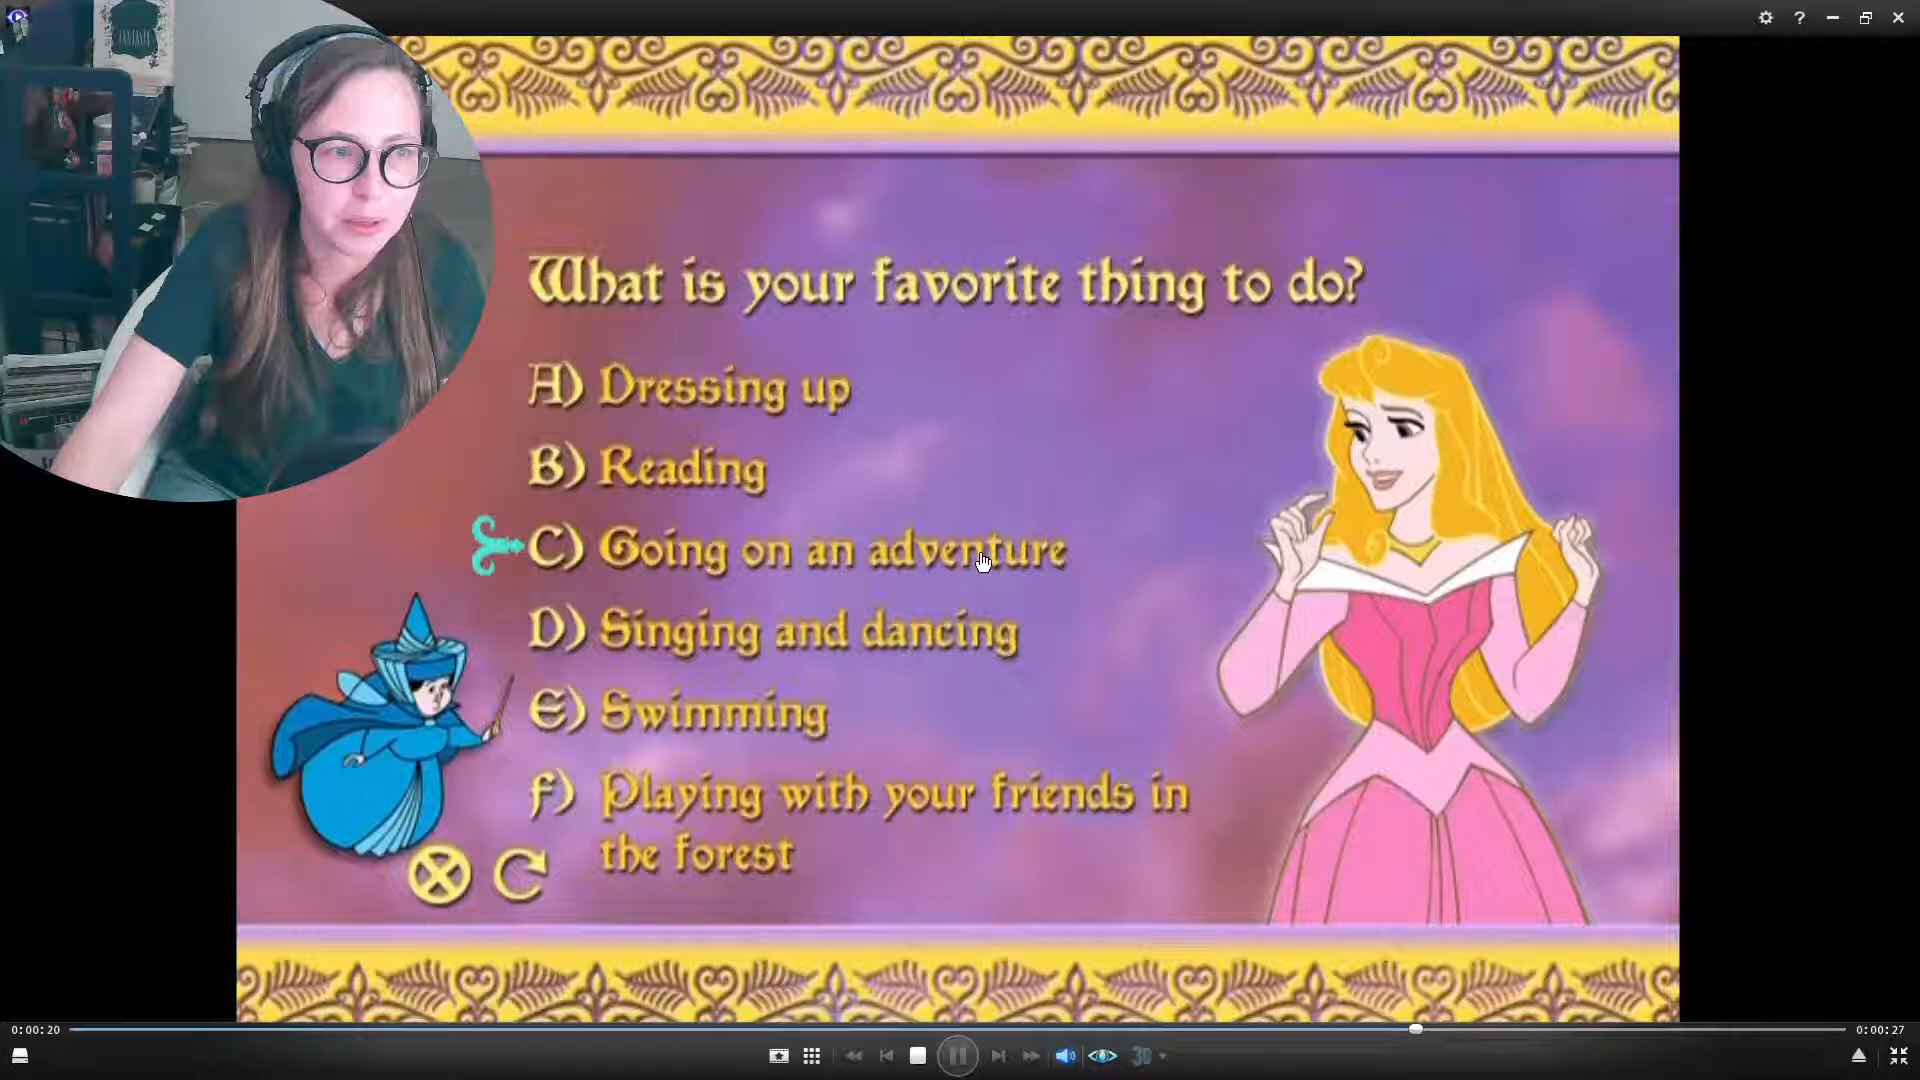 What is your favorite thing to do?
A) Dressing up
B) Reading
C) Going on an adventure
D) Singing and dancing
E) Swimming
F) Playing with your friends in
the forest
0:00:20
0:00:27
3D
?